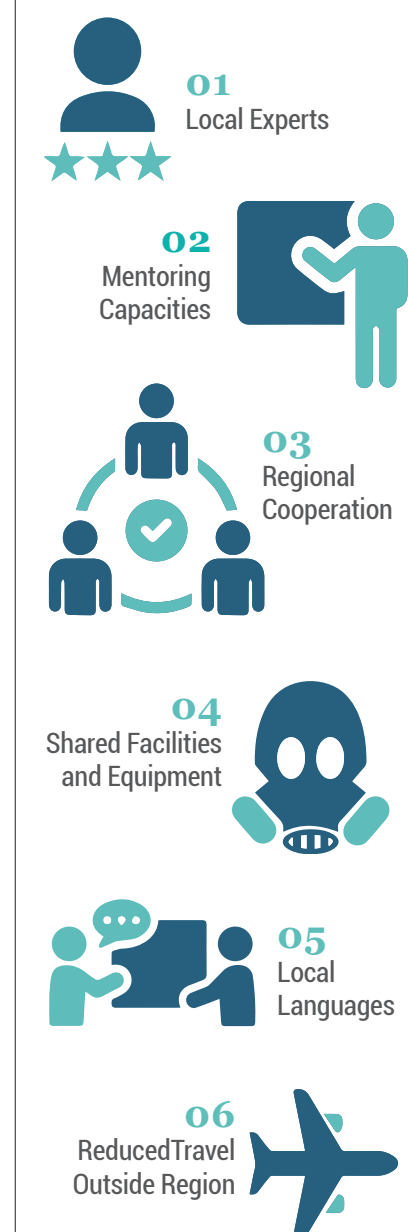 01
Local Experts
02
Mentoring
Capacities
03
Regional
Cooperation
04
Shared Facilities
and Equipment
05
Local
Languages
06
ReducedTravel
Outside Region